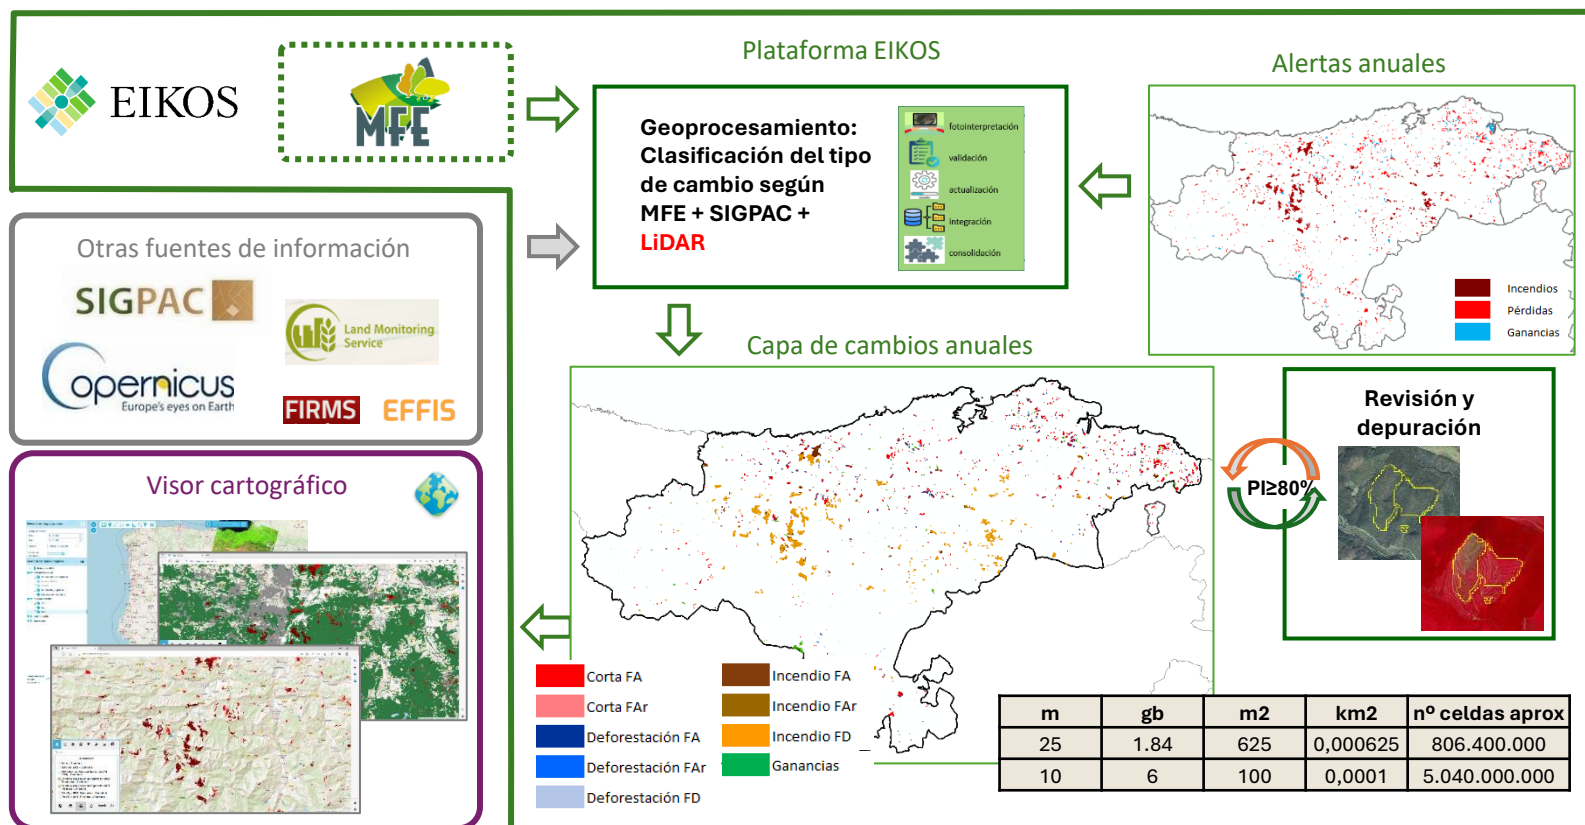 EIKOS
MFE
Plataforma EIKOS
Geoprocesamiento:
Clasificación del tipo
de cambio según
MFE + SIGPAC +
LiDAR
fotointerpretación
validación
actualización
integración
consolidación
Alertas anuales
Incendios
Pérdidas
Ganancias
Otras fuentes de información
SIGPAC
Land Monitoring
Service
Copernicus
Europe's eyes on Earth
FIRMS
EFFIS
Visor cartográfico
Capa de cambios anuales
Corta FA
Corta FAr
Deforestación FA
Deforestación FAr
Deforestación FD
Incendio FA
Incendio FAr
Incendio FD
Ganancias
Revisión y
depuración
PI≥80%
m gb m2 km2 nº celdas aprox
25 1.84 625 0,000625 806.400.000
10 6 100 0,0001 5.040.000.000